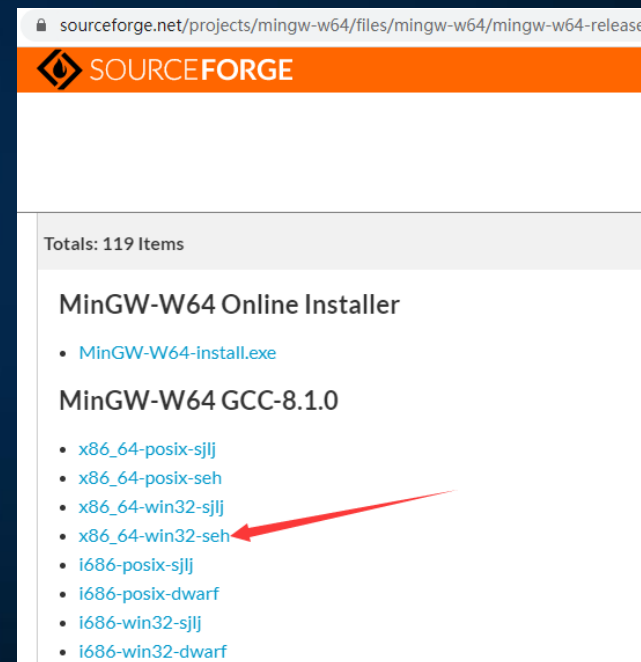 sourceforge.net/projects/mingw-w64/files/mingw-w64/mingw-w64-release
SOURCEFORGE
Totals: 119 Items
MinGW-W64 Online Installer
• MinGW-W64-install.exe
MinGW-W64 GCC-8.1.0
• x86_64-posix-sjlj
• x86_64-posix-seh
• x86_64-win32-sjlj
• x86_64-win32-seh
• i686-posix-sjlj
• i686-posix-dwarf
• i686-win32-sjlj
• i686-win32-dwarf